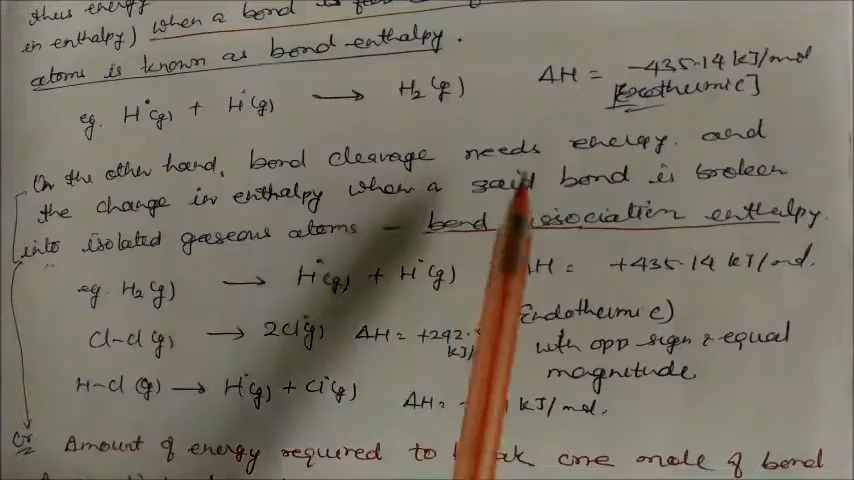 thus energy
in enthalpy) when a bond is
atoms is known as bond enthalpy.
eg. H•(g) + H•(g) ⟶ H₂(g) ΔH = -435.14 kJ/mol
[Exothermic]
On the other hand, bond cleavage needs energy. and
the change in enthalpy when a said bond is broken
into isolated gaseous atoms - bond dissociation enthalpy.
eg. H₂(g) ⟶ H•(g) + H•(g) ΔH = +435.14 kJ/mol.
(Endothermic)
Cl-Cl(g) → 2Cl•(g) ΔH = +242. kJ/
with opp sign & equal
magnitude
H-Cl(g) ⟶ H•(g) + Cl•(g) ΔH = kJ/mol.
Or Amount of energy required to break one mole of bond